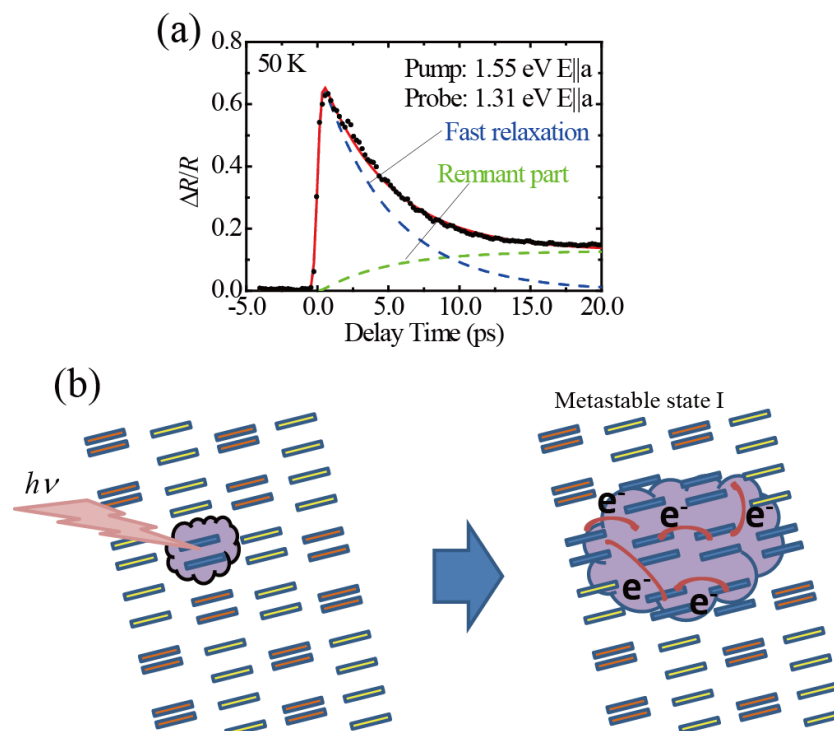 (a)
0.8
50 K
Pump: 1.55 eV E||a
Probe: 1.31 eV E||a
0.6
Fast relaxation
ΔR/R
0.4
Remnant part
0.2
0.0
-5.0 0.0 5.0 10.0 15.0 20.0
Delay Time (ps)
(b)
Metastable state I
hν
e-
e-
e-
e-
e-